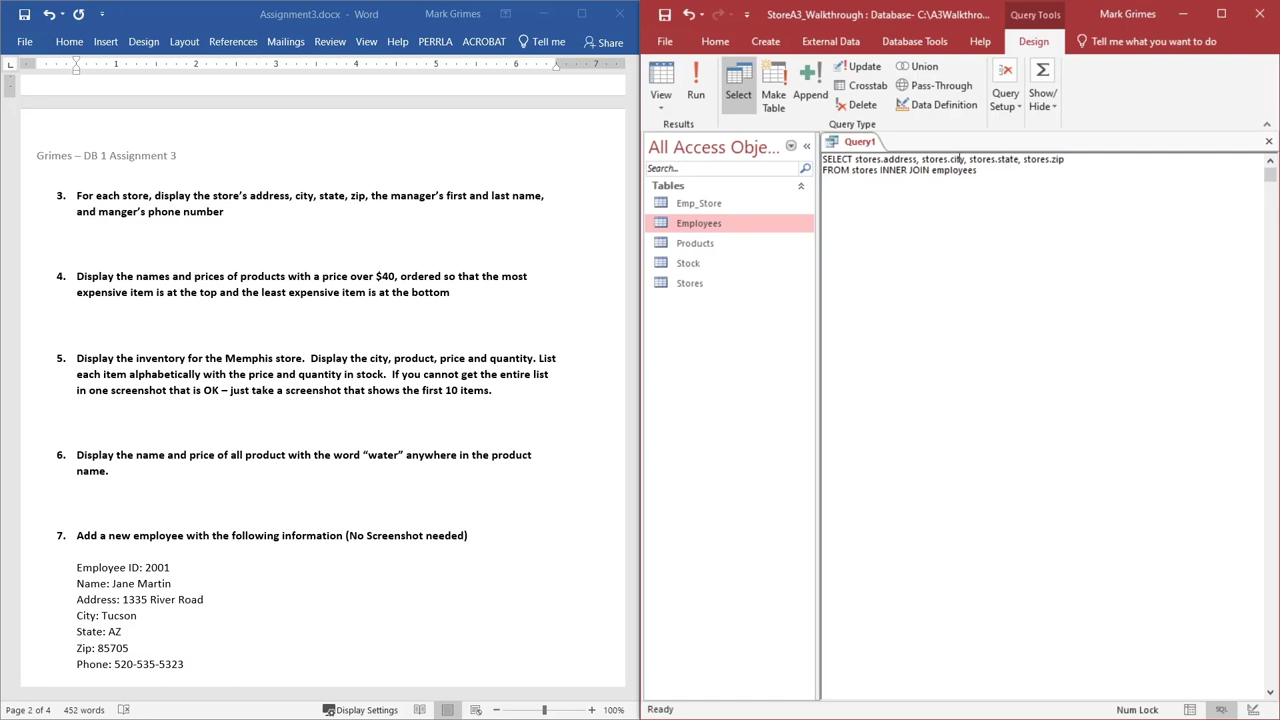 Assignment3.docx - Word
Mark Grimes
File Home Insert Design Layout References Mailings Review View Help PERRLA ACROBAT Tell me Share
1 2 3 4 5 6 7
Grimes – DB 1 Assignment 3
3. For each store, display the store's address, city, state, zip, the manager's first and last name,
and manger's phone number
4. Display the names and prices of products with a price over $40, ordered so that the most
expensive item is at the top and the least expensive item is at the bottom
5. Display the inventory for the Memphis store. Display the city, product, price and quantity. List
each item alphabetically with the price and quantity in stock. If you cannot get the entire list
in one screenshot that is OK – just take a screenshot that shows the first 10 items.
6. Display the name and price of all product with the word “water” anywhere in the product
name.
7. Add a new employee with the following information (No Screenshot needed)
Employee ID: 2001
Name: Jane Martin
Address: 1335 River Road
City: Tucson
State: AZ
Zip: 85705
Phone: 520-535-5323
Page 2 of 4 452 words Display Settings 100%
StoreA3_Walkthrough : Database- C:\A3Walkthro... Query Tools Mark Grimes
File Home Create External Data Database Tools Help Design Tell me what you want to do
View
Run
Select
Make
Table
Append
Update
Crosstab
Delete
Union
Pass-Through
Data Definition
Query
Setup
Show/
Hide
Results Query Type
All Access Obje...
Search...
Tables
Emp_Store
Employees
Products
Stock
Stores
Query1
SELECT stores.address, stores.city, stores.state, stores.zip
FROM stores INNER JOIN employees
Ready Num Lock SQL